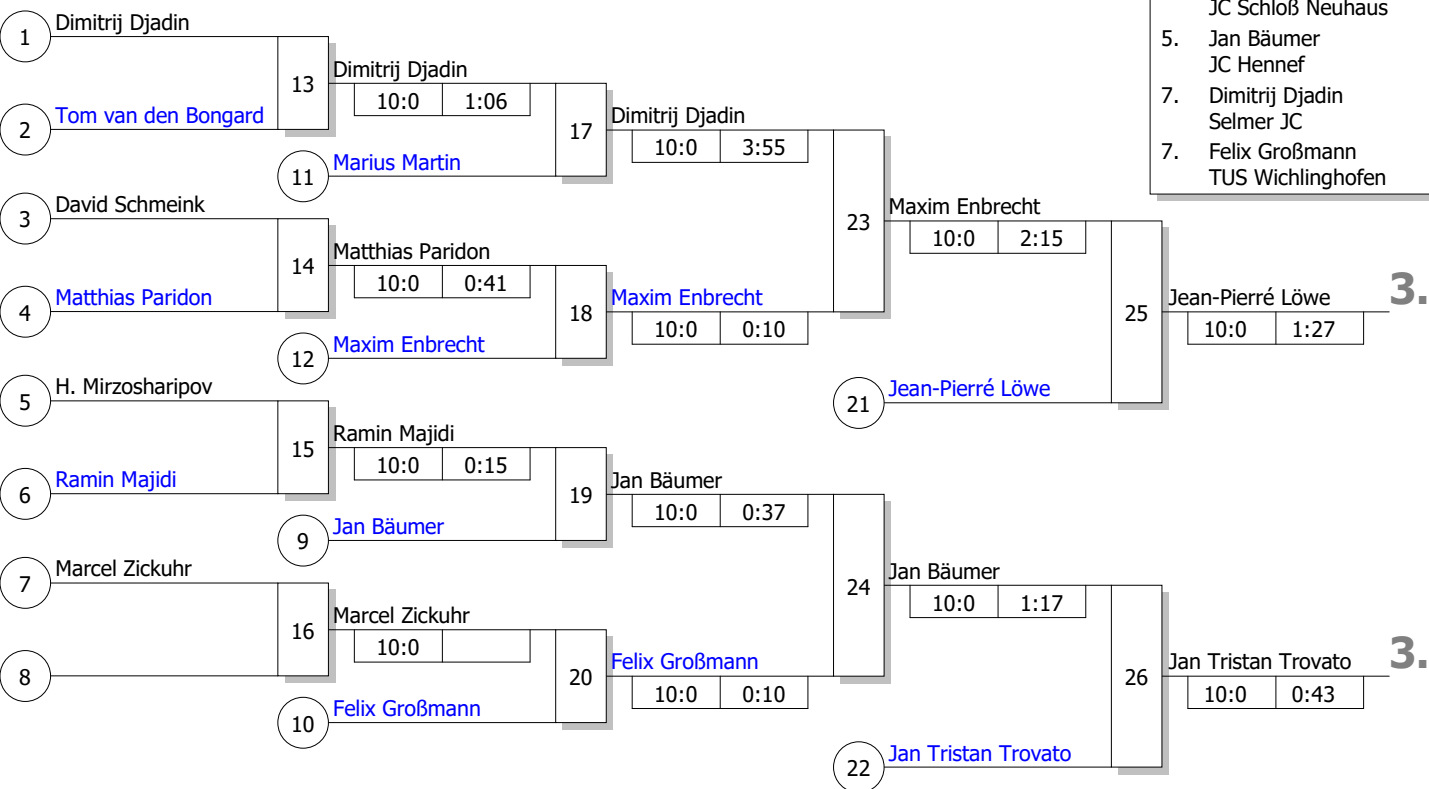 JC Schloß Neuhaus
5. Jan Bäumer
JC Hennef
7. Dimitrij Djadin
Selmer JC
7. Felix Großmann
TUS Wichlinghofen
1 Dimitrij Djadin
2 Tom van den Bongard
13 Dimitrij Djadin
10:0 1:06
11 Marius Martin
17 Dimitrij Djadin
10:0 3:55
3 David Schmeink
4 Matthias Paridon
14 Matthias Paridon
10:0 0:41
12 Maxim Enbrecht
18 Maxim Enbrecht
10:0 0:10
23 Maxim Enbrecht
10:0 2:15
21 Jean-Pierré Löwe
25 Jean-Pierré Löwe 3.
10:0 1:27
5 H. Mirzosharipov
6 Ramin Majidi
15 Ramin Majidi
10:0 0:15
9 Jan Bäumer
19 Jan Bäumer
10:0 0:37
7 Marcel Zickuhr
8
16 Marcel Zickuhr
10:0
10 Felix Großmann
20 Felix Großmann
10:0 0:10
24 Jan Bäumer
10:0 1:17
22 Jan Tristan Trovato
26 Jan Tristan Trovato 3.
10:0 0:43